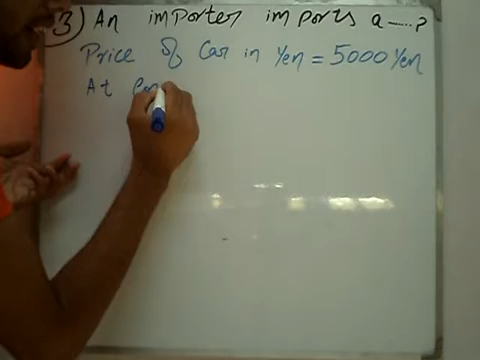 3) An importer imports a-----?
Price of Car in Yen = 5000 Yen
At